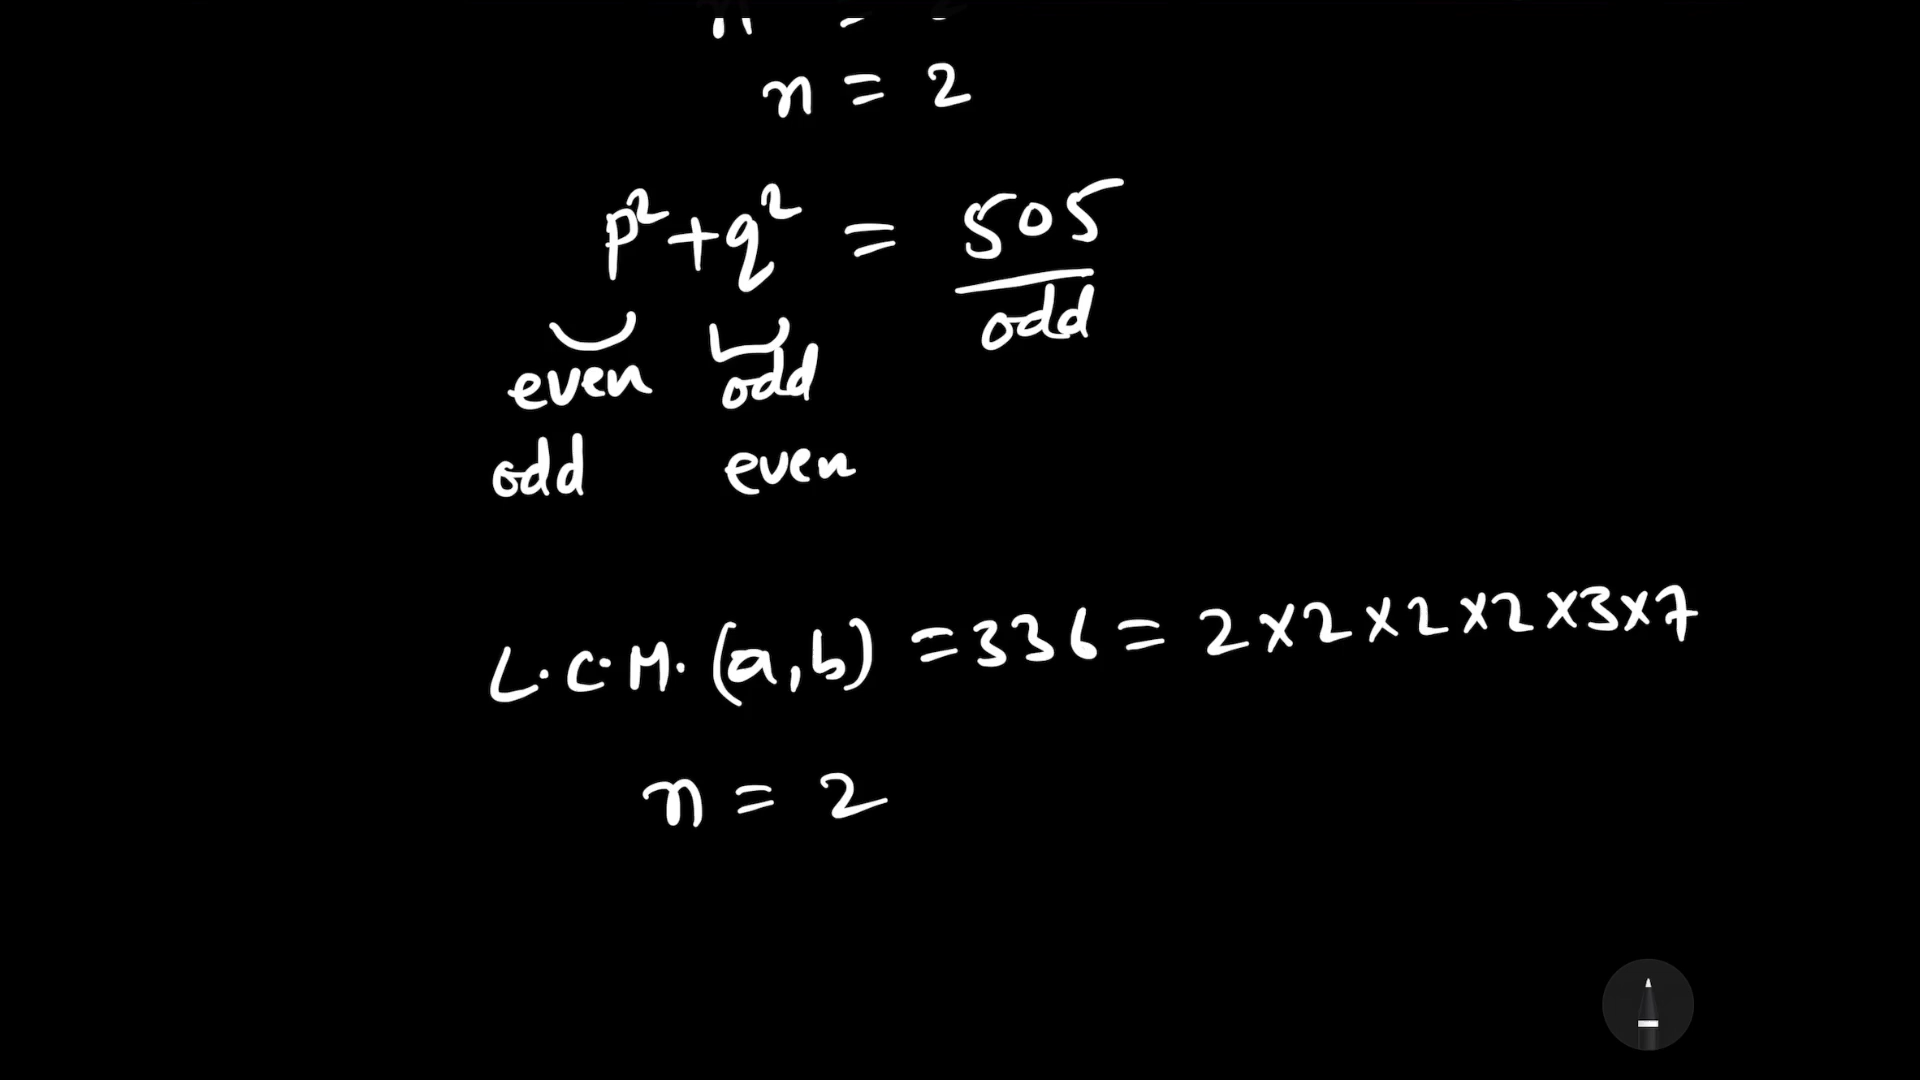 n = 2
p²+q² = 505
even odd odd
odd even
L.C.M. (a,b) = 336 = 2×2×2×2×3×7
n = 2